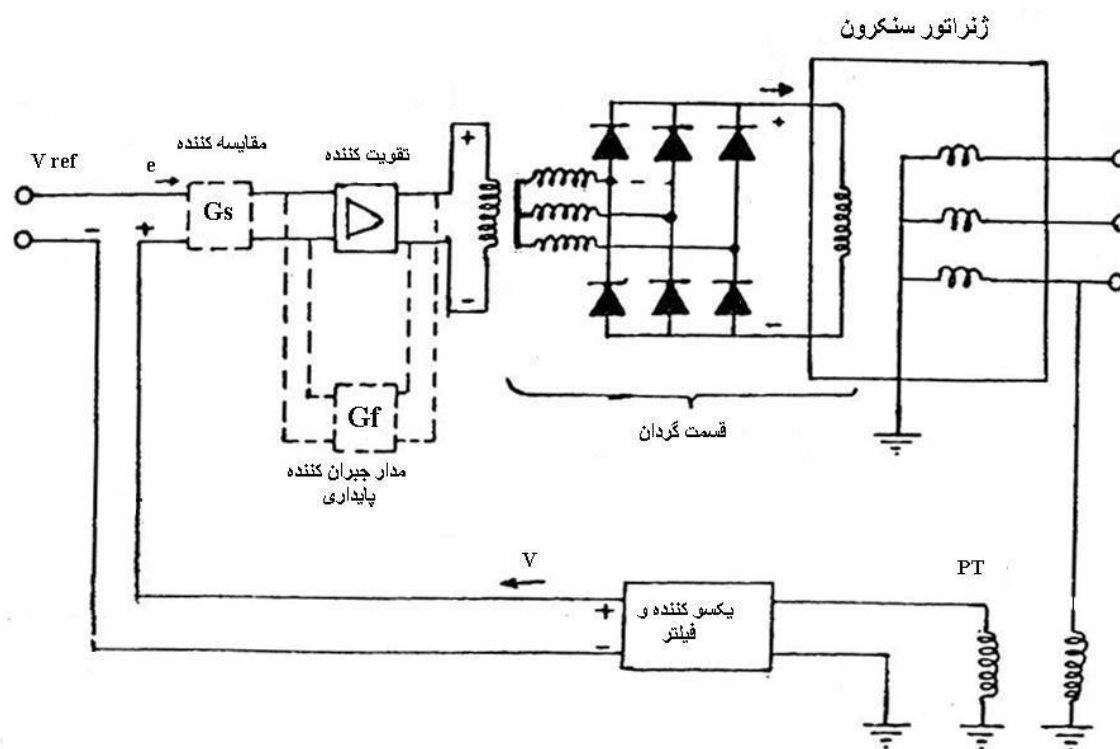 ژنراتور سنکرون
مقایسه کننده
تقویت کننده
V ref
e
Gs
+
-
+
-
+
-
-
+
-
قسمت گردان
Gf
مدار جبران کننده
پایداری
V
PT
یکسو کننده و
فیلتر
+
-